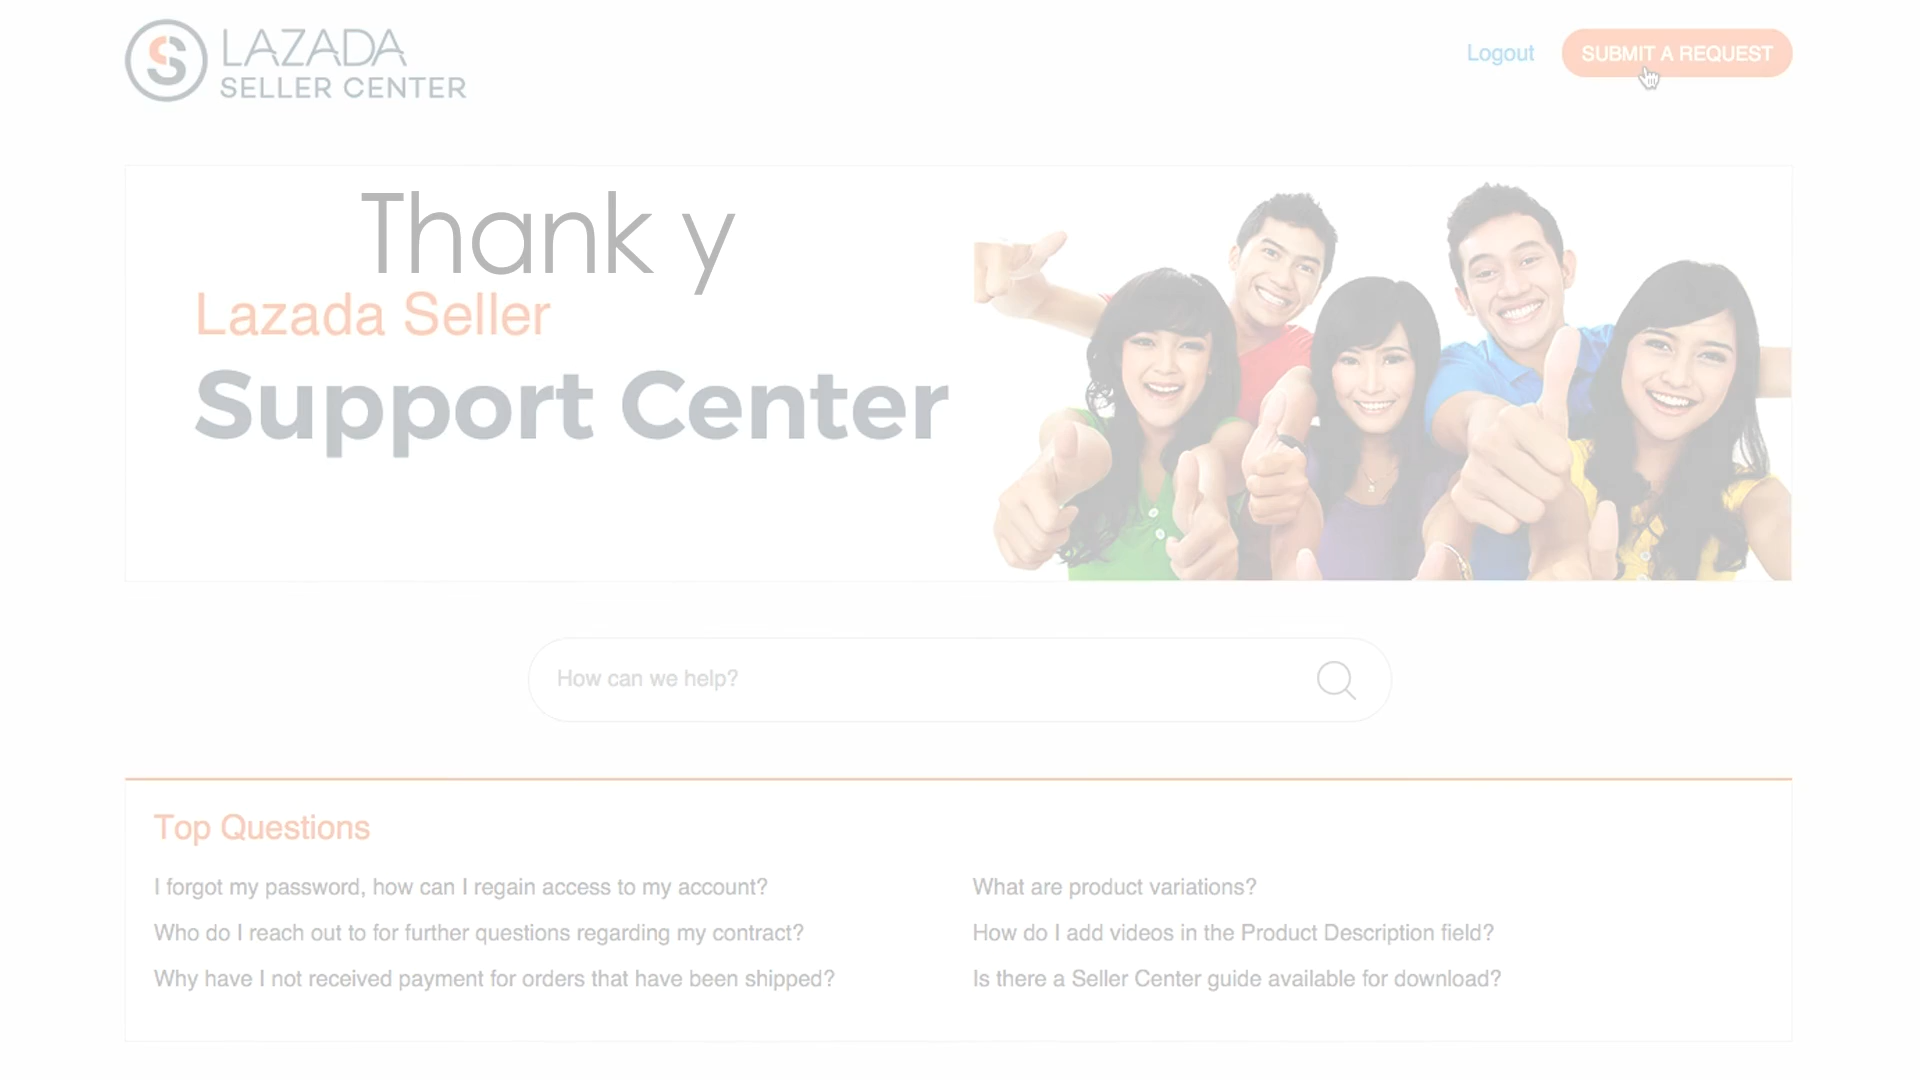 LAZADA
SELLER CENTER
Logout
SUBMIT A REQUEST
Thank y
Lazada Seller
Support Center
How can we help?
Top Questions
I forgot my password, how can I regain access to my account?
What are product variations?
Who do I reach out to for further questions regarding my contract?
How do I add videos in the Product Description field?
Why have I not received payment for orders that have been shipped?
Is there a Seller Center guide available for download?